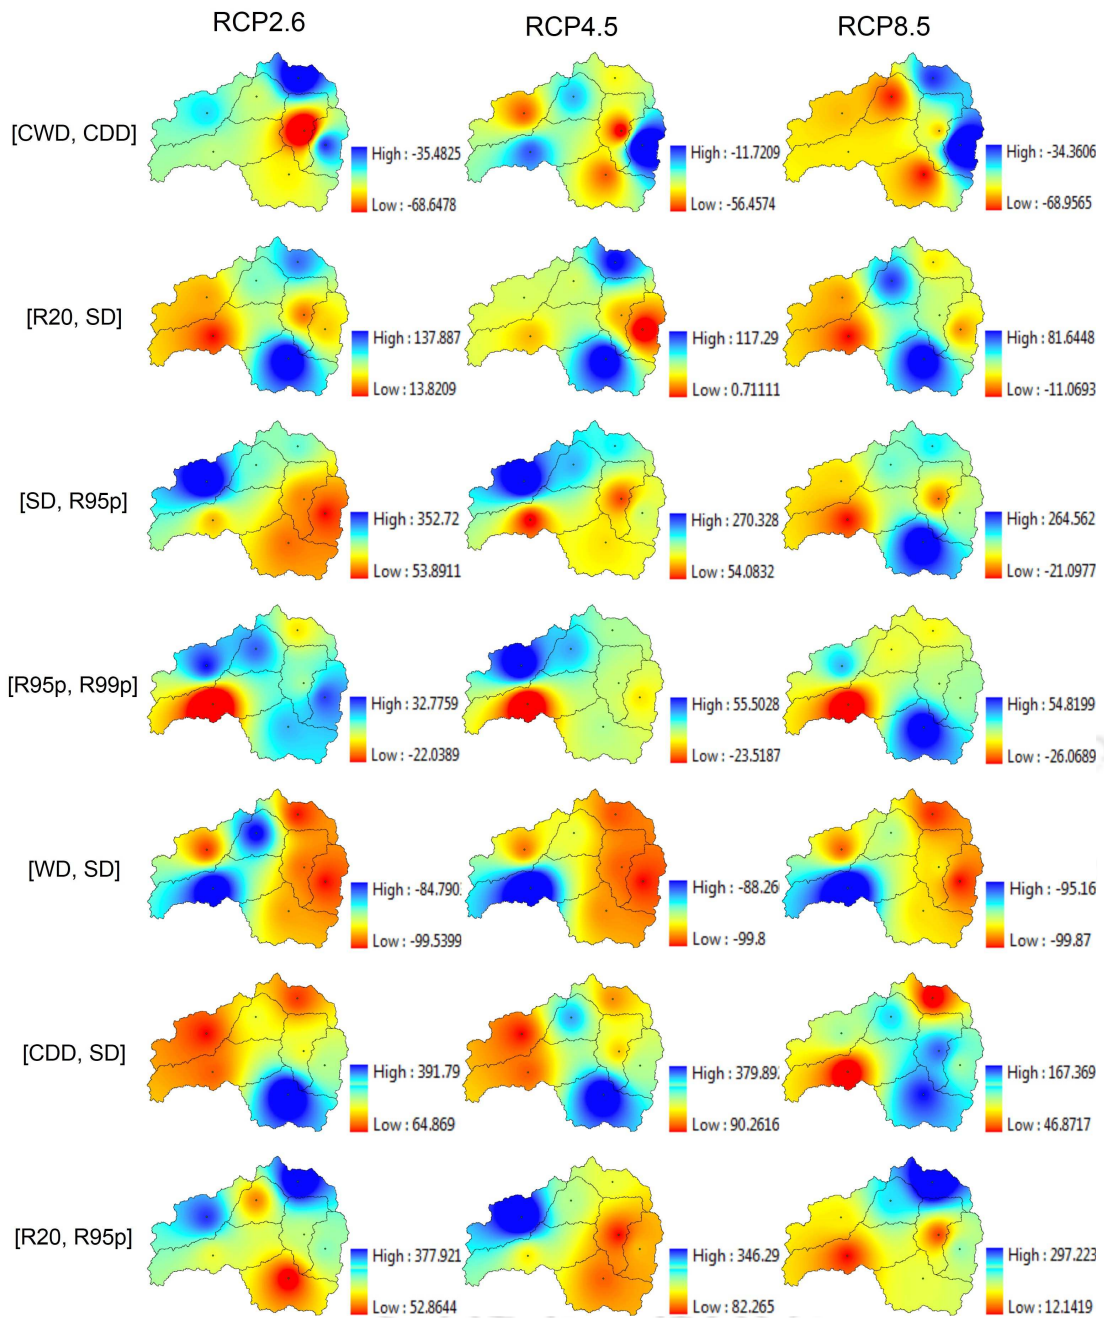 RCP2.6 RCP4.5 RCP8.5
[CWD, CDD]
High : -35.4825
Low : -68.6478
High : -11.7209
Low : -56.4574
High : -34.3606
Low : -68.9565
[R20, SD]
High : 137.887
Low : 13.8209
High : 117.29
Low : 0.71111
High : 81.6448
Low : -11.0693
[SD, R95p]
High : 352.72
Low : 53.8911
High : 270.328
Low : 54.0832
High : 264.562
Low : -21.0977
[R95p, R99p]
High : 32.7759
Low : -22.0389
High : 55.5028
Low : -23.5187
High : 54.8199
Low : -26.0689
[WD, SD]
High : -84.790
Low : -99.5399
High : -88.26
Low : -99.8
High : -95.16
Low : -99.87
[CDD, SD]
High : 391.79
Low : 64.869
High : 379.89
Low : 90.2616
High : 167.369
Low : 46.8717
[R20, R95p]
High : 377.921
Low : 52.8644
High : 346.29
Low : 82.265
High : 297.223
Low : 12.1419